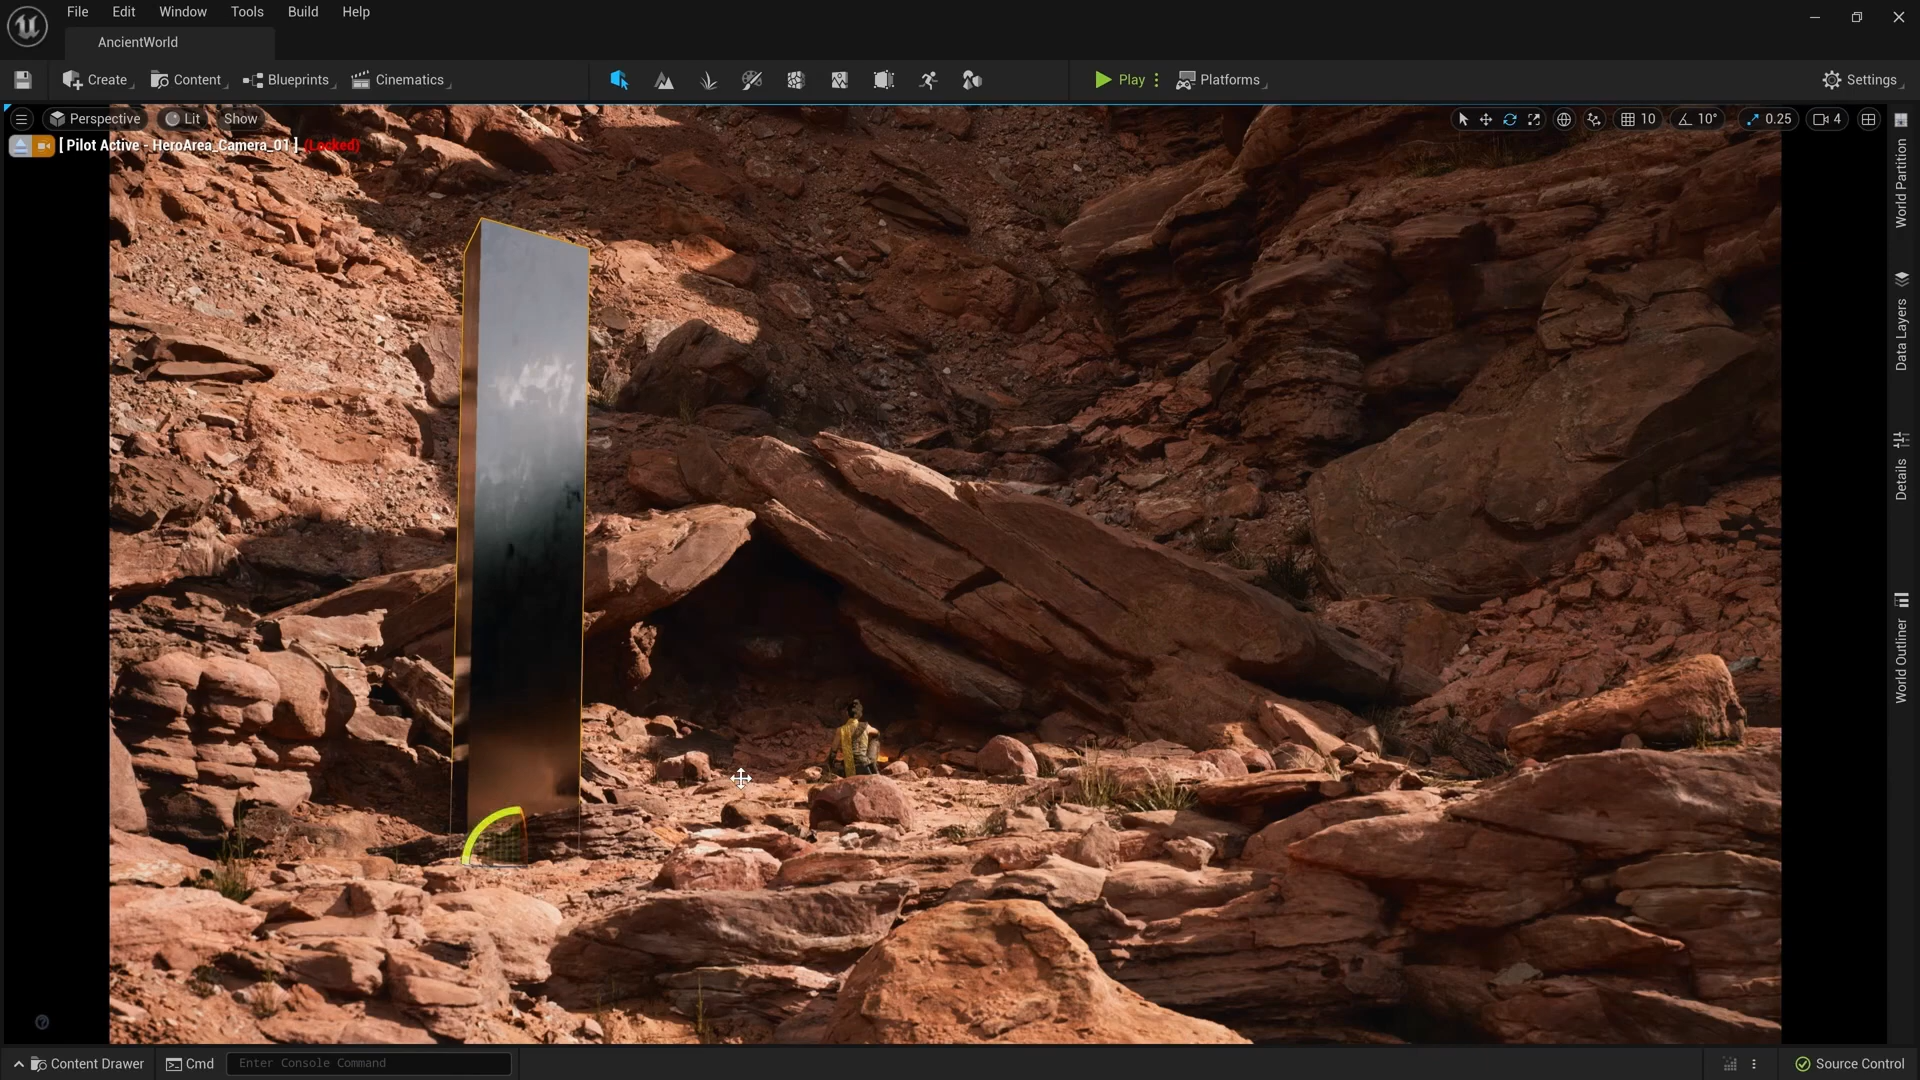 File Edit Window Tools Build Help
AncientWorld
Create Content Blueprints Cinematics Play Platforms Settings
Perspective Lit Show 10 10° 0.25 4
[ Pilot Active - HeroArea_Camera_01 ] (Locked)
World Partition
Data Layers
Details
World Outliner
Content Drawer Cmd Enter Console Command Source Control